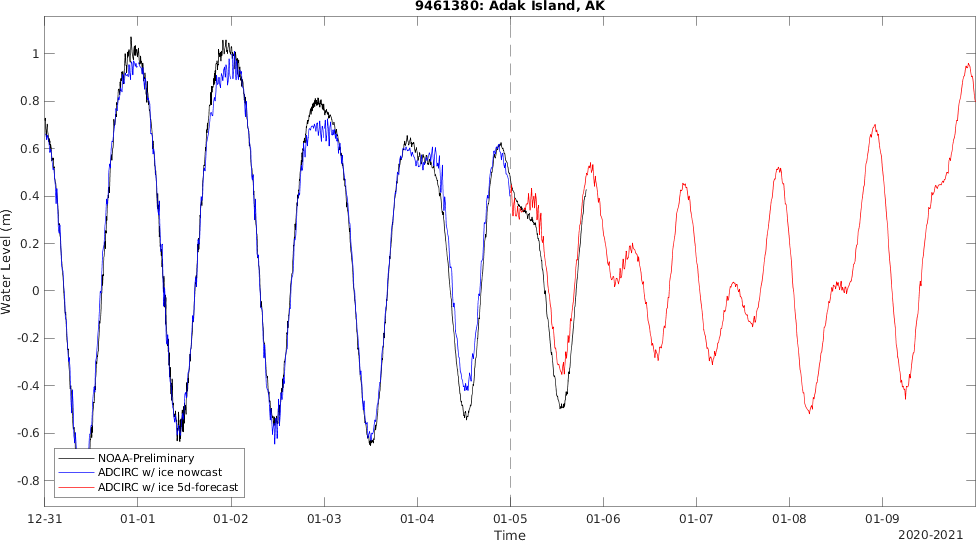 9461380: Adak Island, AK
Water Level (m)
1
0.8
0.6
0.4
0.2
0
-0.2
-0.4
-0.6
-0.8
NOAA-Preliminary
ADCIRC w/ ice nowcast
ADCIRC w/ ice 5d-forecast
12-31 01-01 01-02 01-03 01-04 01-05 01-06 01-07 01-08 01-09
Time
2020-2021